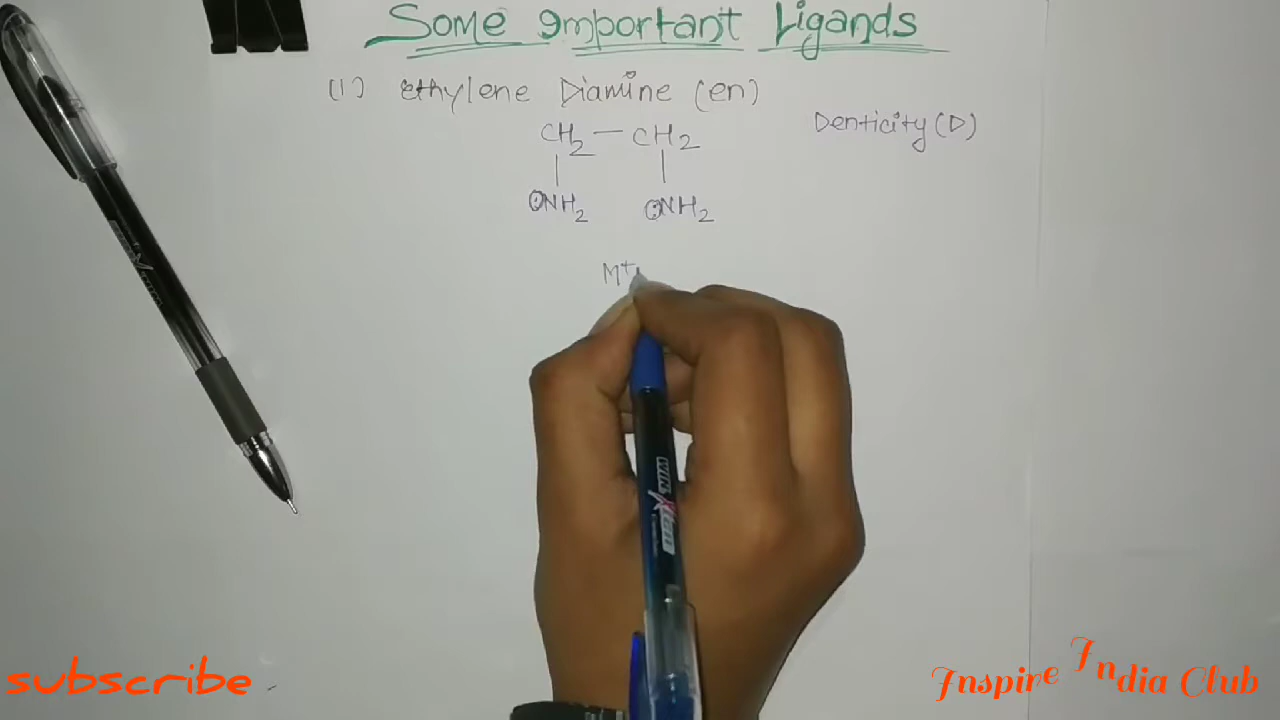 Some Important Ligands
(1) ethylene Diamine (en)
Denticity (D)
CH2 — CH2
NH2 NH2
M+
subscribe
Inspire India Club